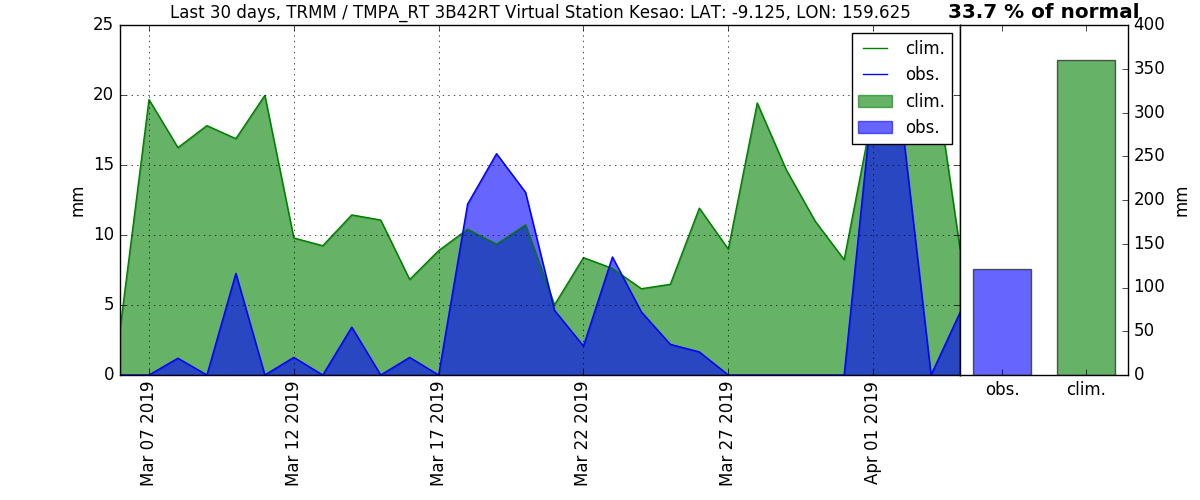 Last 30 days, TRMM / TMPA_RT 3B42RT Virtual Station Kesao: LAT: -9.125, LON: 159.625
33.7 % of normal
25
20
15
10
5
0
mm
clim.
obs.
clim.
obs.
400
350
300
250
200
150
100
50
0
mm
obs.
clim.
Mar 07 2019
Mar 12 2019
Mar 17 2019
Mar 22 2019
Mar 27 2019
Apr 01 2019